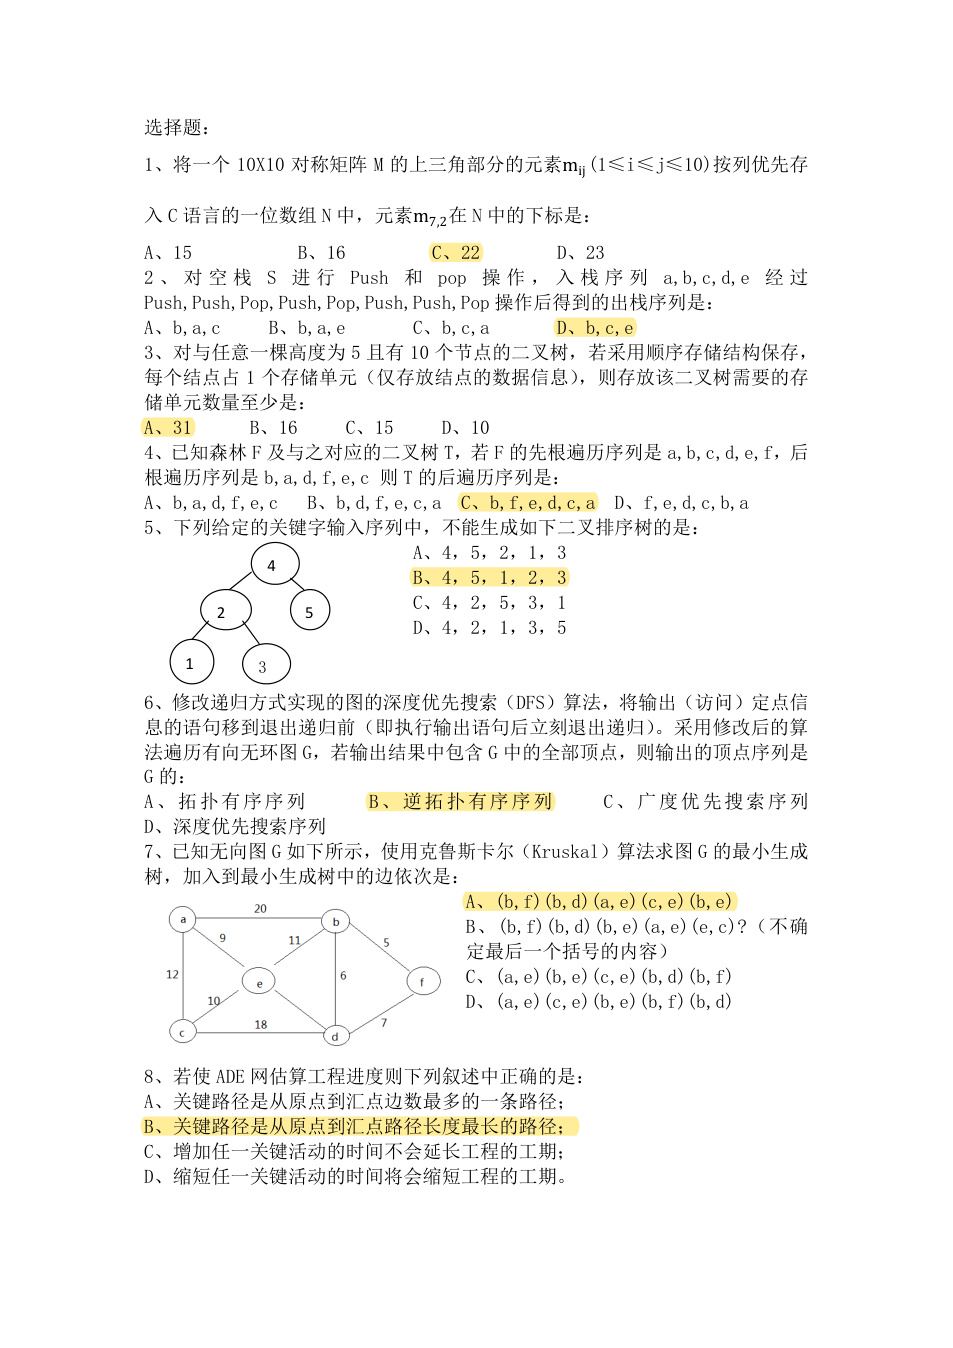 选择题：
1、将一个 10X10 对称矩阵 M 的上三角部分的元素mij(1≤i≤j≤10)按列优先存
入 C 语言的一位数组 N 中，元素m7,2在 N 中的下标是：
A、15 B、16 C、22 D、23
2、对空栈 S 进行 Push 和 pop 操作，入栈序列 a,b,c,d,e 经过
Push,Push,Pop,Push,Pop,Push,Push,Pop 操作后得到的出栈序列是：
A、b,a,c B、b,a,e C、b,c,a D、b,c,e
3、对与任意一棵高度为 5 且有 10 个节点的二叉树，若采用顺序存储结构保存，
每个结点占 1 个存储单元（仅存放结点的数据信息），则存放该二叉树需要的存
储单元数量至少是：
A、31 B、16 C、15 D、10
4、已知森林 F 及与之对应的二叉树 T，若 F 的先根遍历序列是 a,b,c,d,e,f，后
根遍历序列是 b,a,d,f,e,c 则 T 的后遍历序列是：
A、b,a,d,f,e,c B、b,d,f,e,c,a C、b,f,e,d,c,a D、f,e,d,c,b,a
5、下列给定的关键字输入序列中，不能生成如下二叉排序树的是：
A、4，5，2，1，3
B、4，5，1，2，3
C、4，2，5，3，1
D、4，2，1，3，5
4
2 5
1 3
6、修改递归方式实现的图的深度优先搜索（DFS）算法，将输出（访问）定点信
息的语句移到退出递归前（即执行输出语句后立刻退出递归）。采用修改后的算
法遍历有向无环图 G，若输出结果中包含 G 中的全部顶点，则输出的顶点序列是
G 的：
A、拓扑有序序列 B、逆拓扑有序序列 C、广度优先搜索序列
D、深度优先搜索序列
7、已知无向图 G 如下所示，使用克鲁斯卡尔（Kruskal）算法求图 G 的最小生成
树，加入到最小生成树中的边依次是：
A、(b,f)(b,d)(a,e)(c,e)(b,e)
B、(b,f)(b,d)(b,e)(a,e)(e,c)?（不确
定最后一个括号的内容）
C、(a,e)(b,e)(c,e)(b,d)(b,f)
D、(a,e)(c,e)(b,e)(b,f)(b,d)
a 20 b
9 11 5
12 e 6 f
10
c 18 d 7
8、若使 ADE 网估算工程进度则下列叙述中正确的是：
A、关键路径是从原点到汇点边数最多的一条路径；
B、关键路径是从原点到汇点路径长度最长的路径；
C、增加任一关键活动的时间不会延长工程的工期；
D、缩短任一关键活动的时间将会缩短工程的工期。